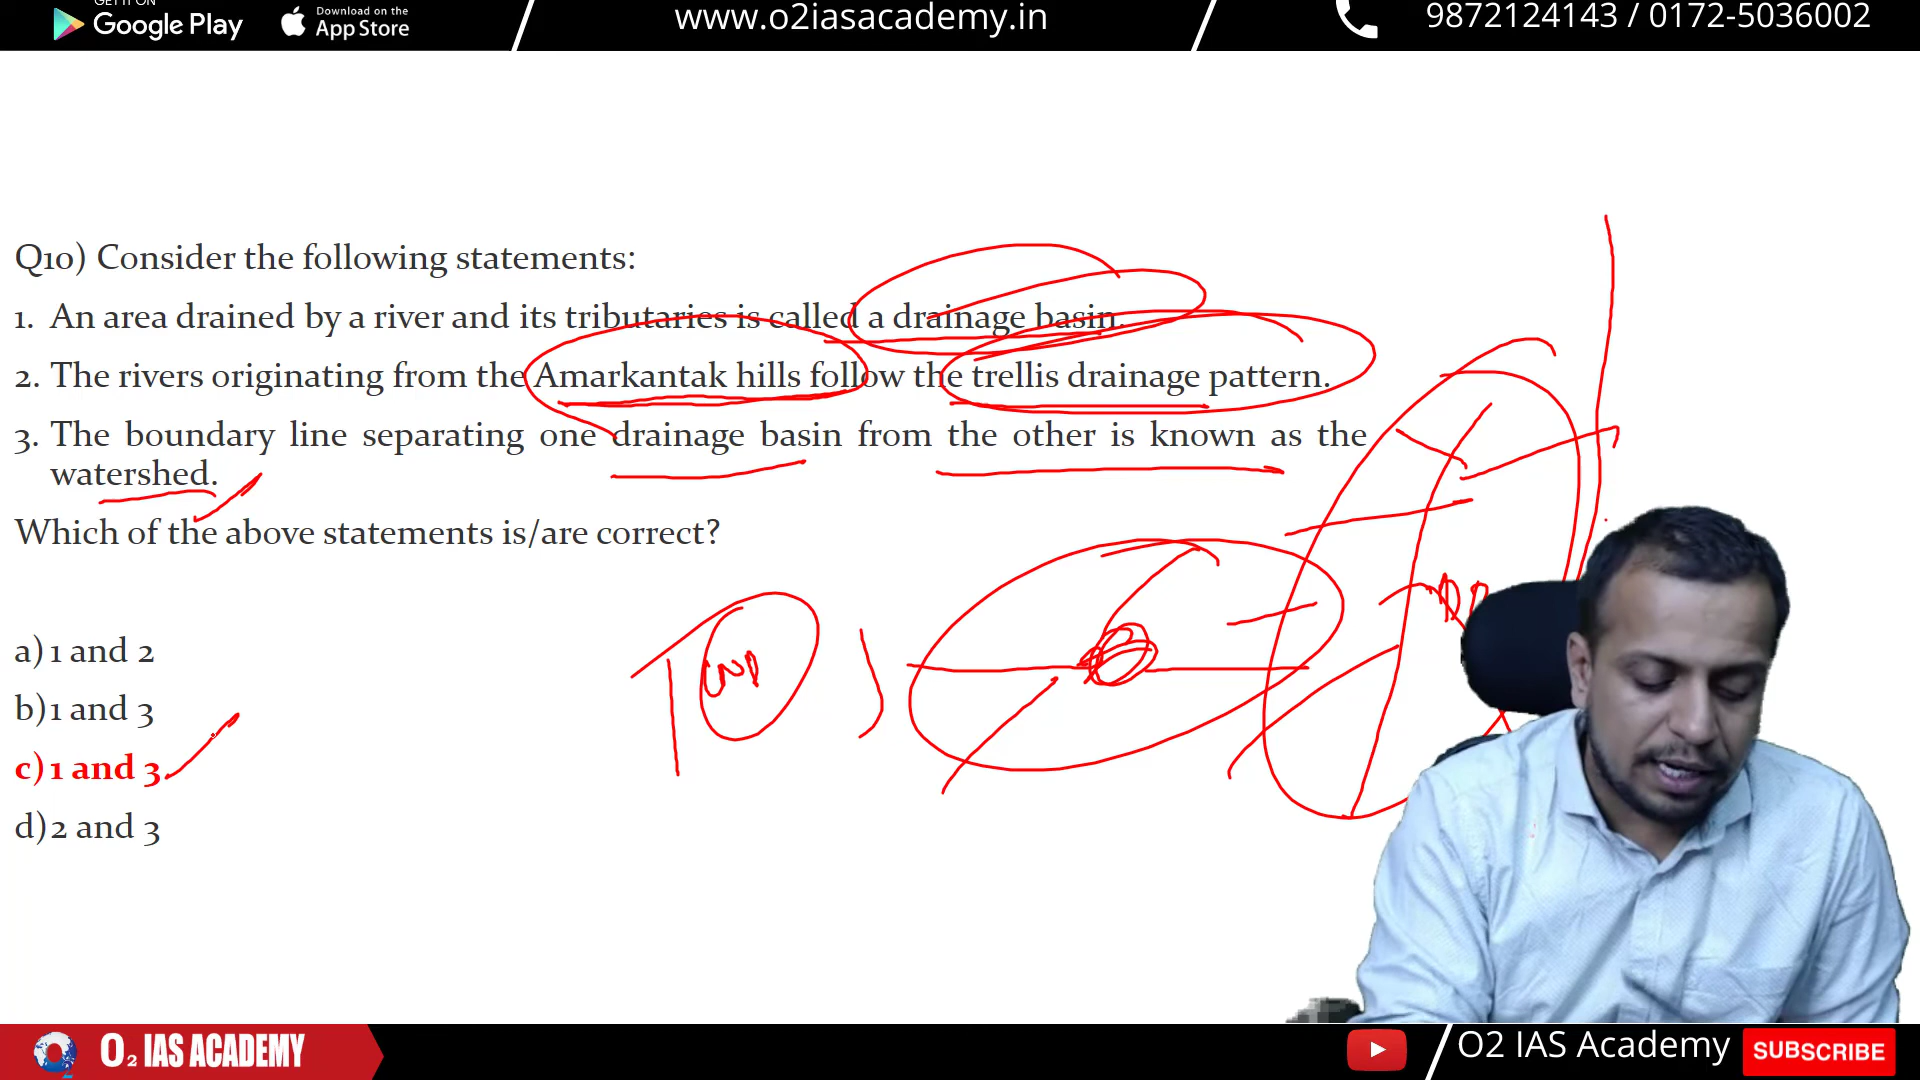 GET IT ON
Google Play
Download on the
App Store
www.o2iasacademy.in
9872124143 / 0172-5036002
Q10) Consider the following statements:
1. An area drained by a river and its tributaries is called a drainage basin.
2. The rivers originating from the Amarkantak hills follow the trellis drainage pattern.
3. The boundary line separating one drainage basin from the other is known as the
watershed.
Which of the above statements is/are correct?
a) 1 and 2
b) 1 and 3
c) 1 and 3
d) 2 and 3
O2 IAS ACADEMY
O2 IAS Academy
SUBSCRIBE